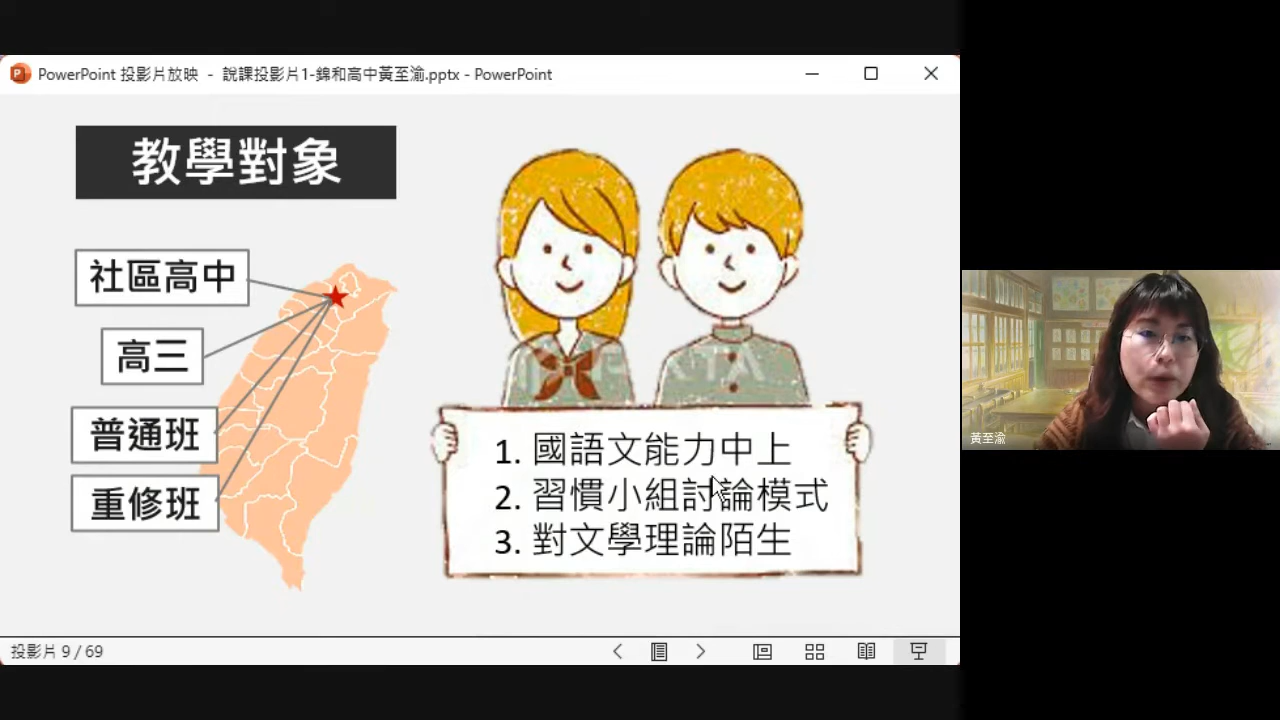 PowerPoint 投影片放映 - 說課投影片1-錦和高中黃至渝.pptx - PowerPoint
教學對象
社區高中
高三
普通班
重修班
1. 國語文能力中上
2. 習慣小組討論模式
3. 對文學理論陌生
黃至渝
投影片 9 / 69